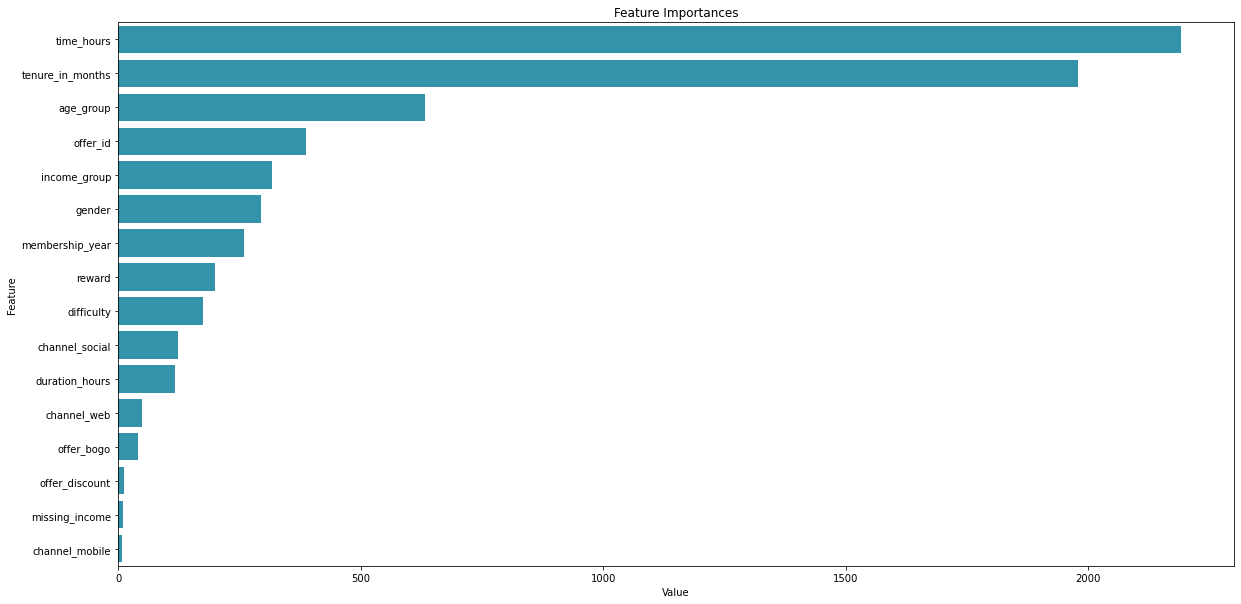 Feature Importances
time_hours
tenure_in_months
age_group
offer_id
income_group
gender
membership_year
reward
difficulty
channel_social
duration_hours
channel_web
offer_bogo
offer_discount
missing_income
channel_mobile
Feature
0
500
1000
1500
2000
Value